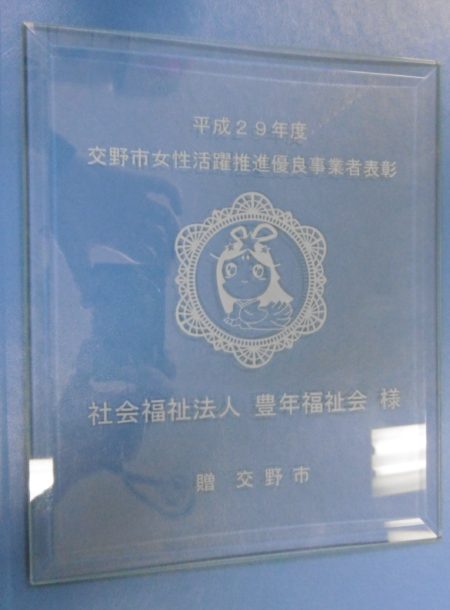 平成29年度
交野市女性活躍推進優良事業者表彰
社会福祉法人 豊年福祉会 様
贈 交野市